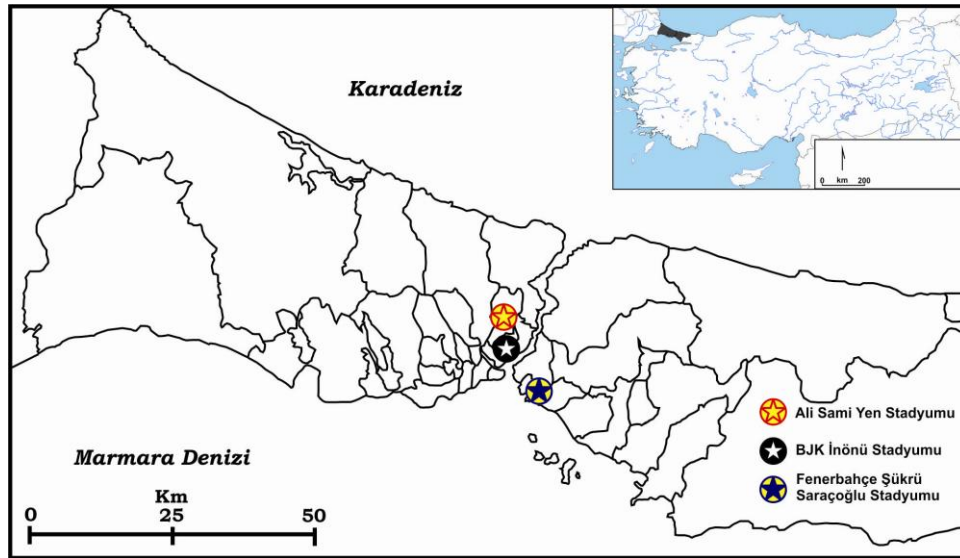 Karadeniz
km
0 200
Marmara Denizi
Km
0 25 50
Ali Sami Yen Stadyumu
BJK İnönü Stadyumu
Fenerbahçe Şükrü
Saraçoğlu Stadyumu